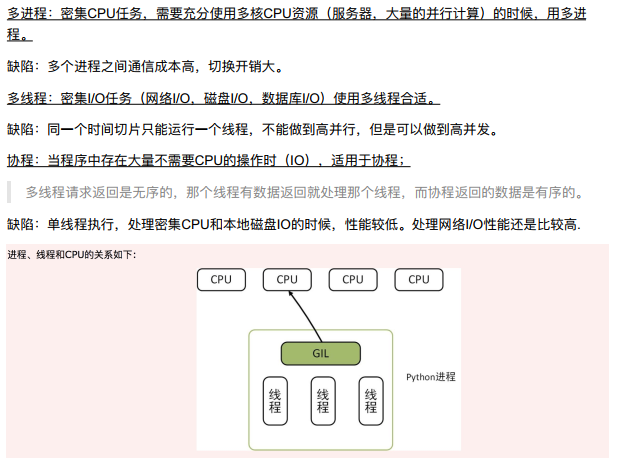 多进程：密集CPU任务，需要充分使用多核CPU资源（服务器，大量的并行计算）的时候，用多进
程。
缺陷：多个进程之间通信成本高，切换开销大。
多线程：密集I/O任务（网络I/O，磁盘I/O，数据库I/O）使用多线程合适。
缺陷：同一个时间切片只能运行一个线程，不能做到高并行，但是可以做到高并发。
协程：当程序中存在大量不需要CPU的操作时（IO），适用于协程；
多线程请求返回是无序的，那个线程有数据返回就处理那个线程，而协程返回的数据是有序的。
缺陷：单线程执行，处理密集CPU和本地磁盘IO的时候，性能较低。处理网络I/O性能还是比较高.
进程、线程和CPU的关系如下：
CPU
CPU
CPU
CPU
GIL
线程
线程
线程
Python进程